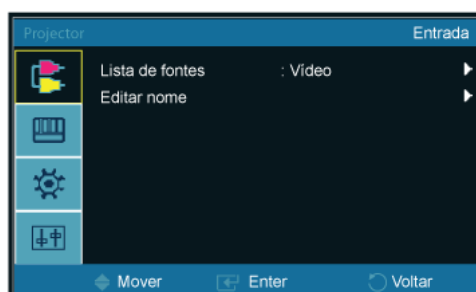 Projector Entrada
Lista de fontes : Vídeo
Editar nome
Mover Enter Voltar